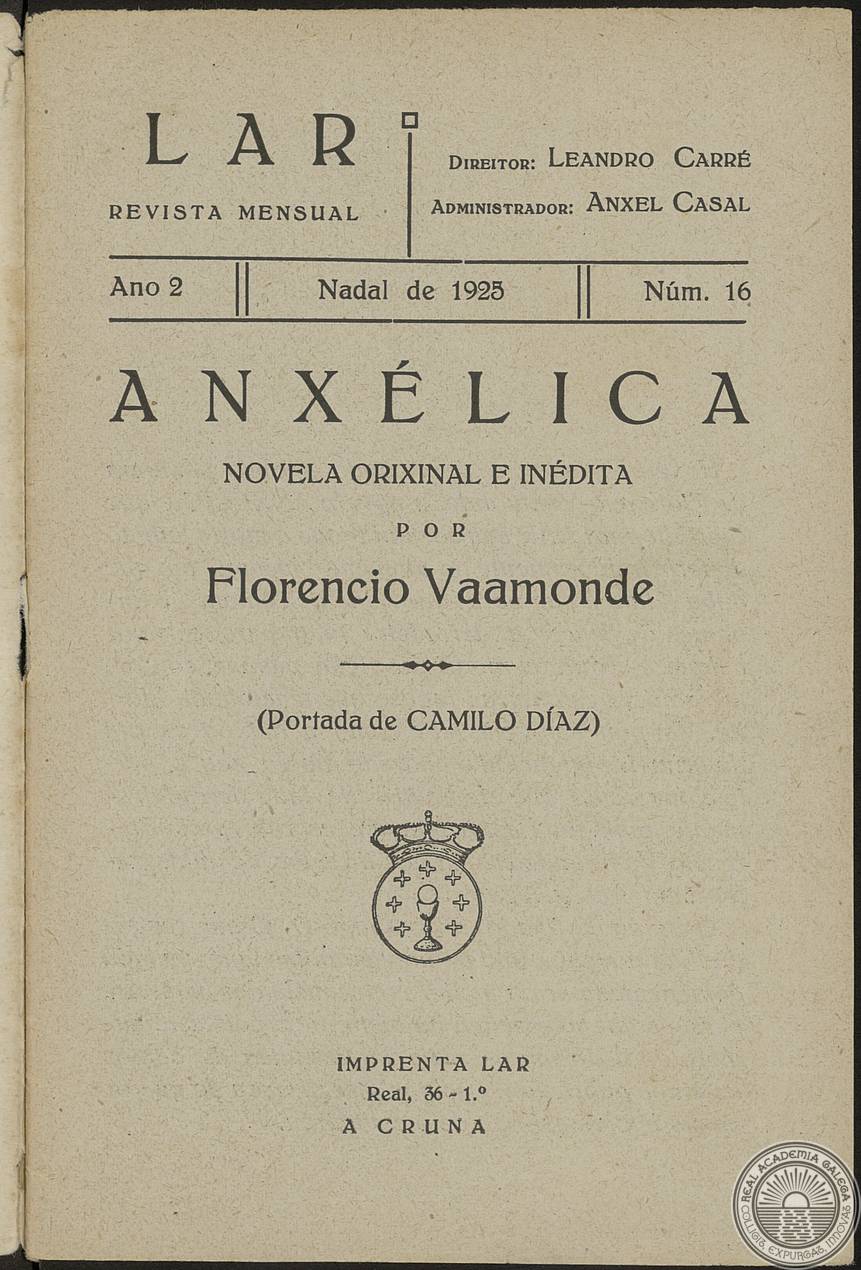 LAR
REVISTA MENSUAL
DIREITOR: LEANDRO CARRÉ
ADMINISTRADOR: ANXEL CASAL
Ano 2
Nadal de 1925
Núm. 16
ANXÉLICA
NOVELA ORIXINAL E INÉDITA
POR
Florencio Vaamonde
(Portada de CAMILO DÍAZ)
IMPRENTA LAR
Real, 36 - 1.º
A CRUNA
REAL ACADEMIA GALEGA
COLLIGIT, EXPURGAT, INNOVAT